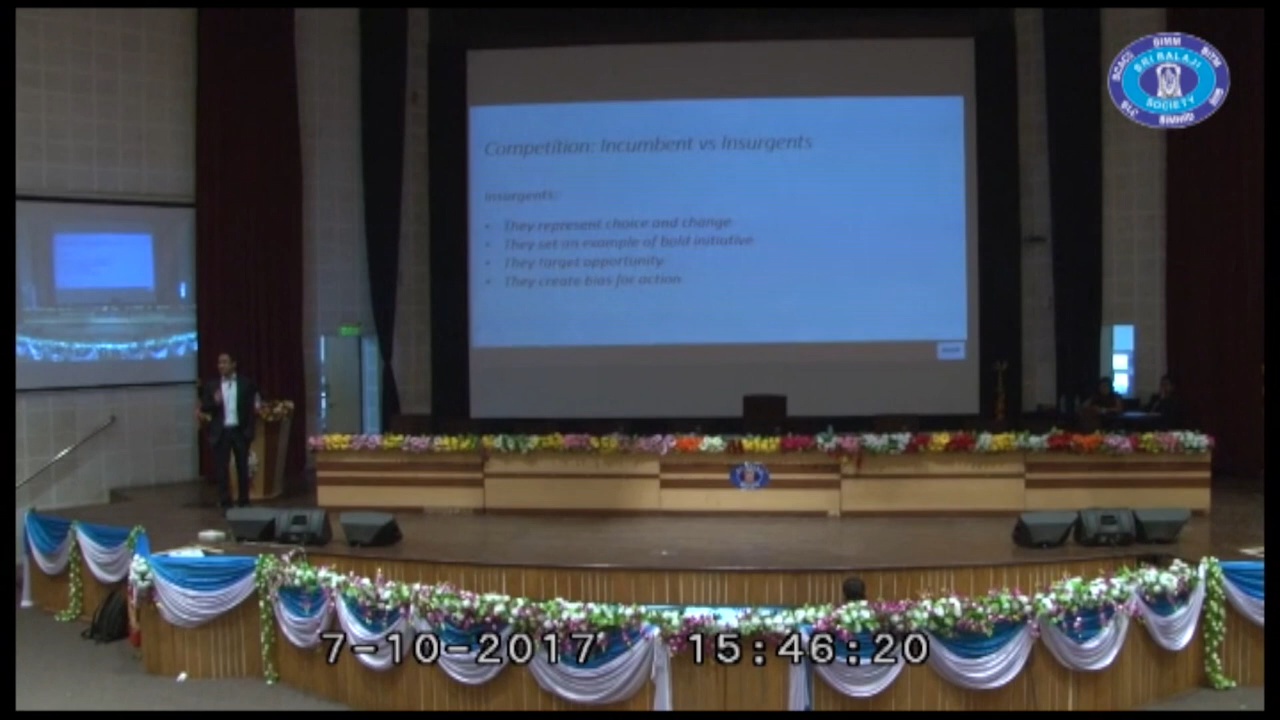 Competition: Incumbent vs Insurgents
Insurgents:
• They represent choice and change
• They set an example of bold initiative
• They target opportunity
• They create bias for action
BIMM
SRI BALAJI
SOCIETY
7-10-2017 15:46:20